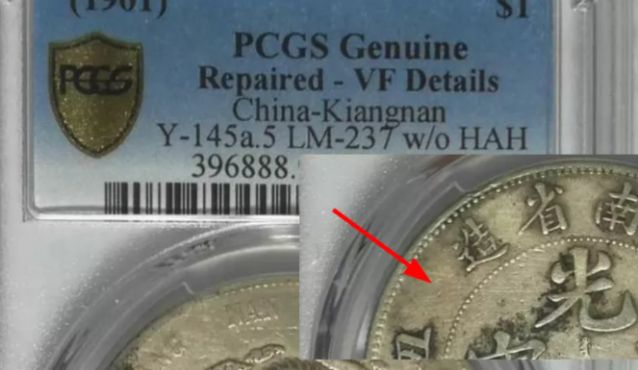 (1901) $1
PCGS
PCGS Genuine
Repaired - VF Details
China-Kiangnan
Y-145a.5 LM-237 w/o HAH
396888.
南省造
光